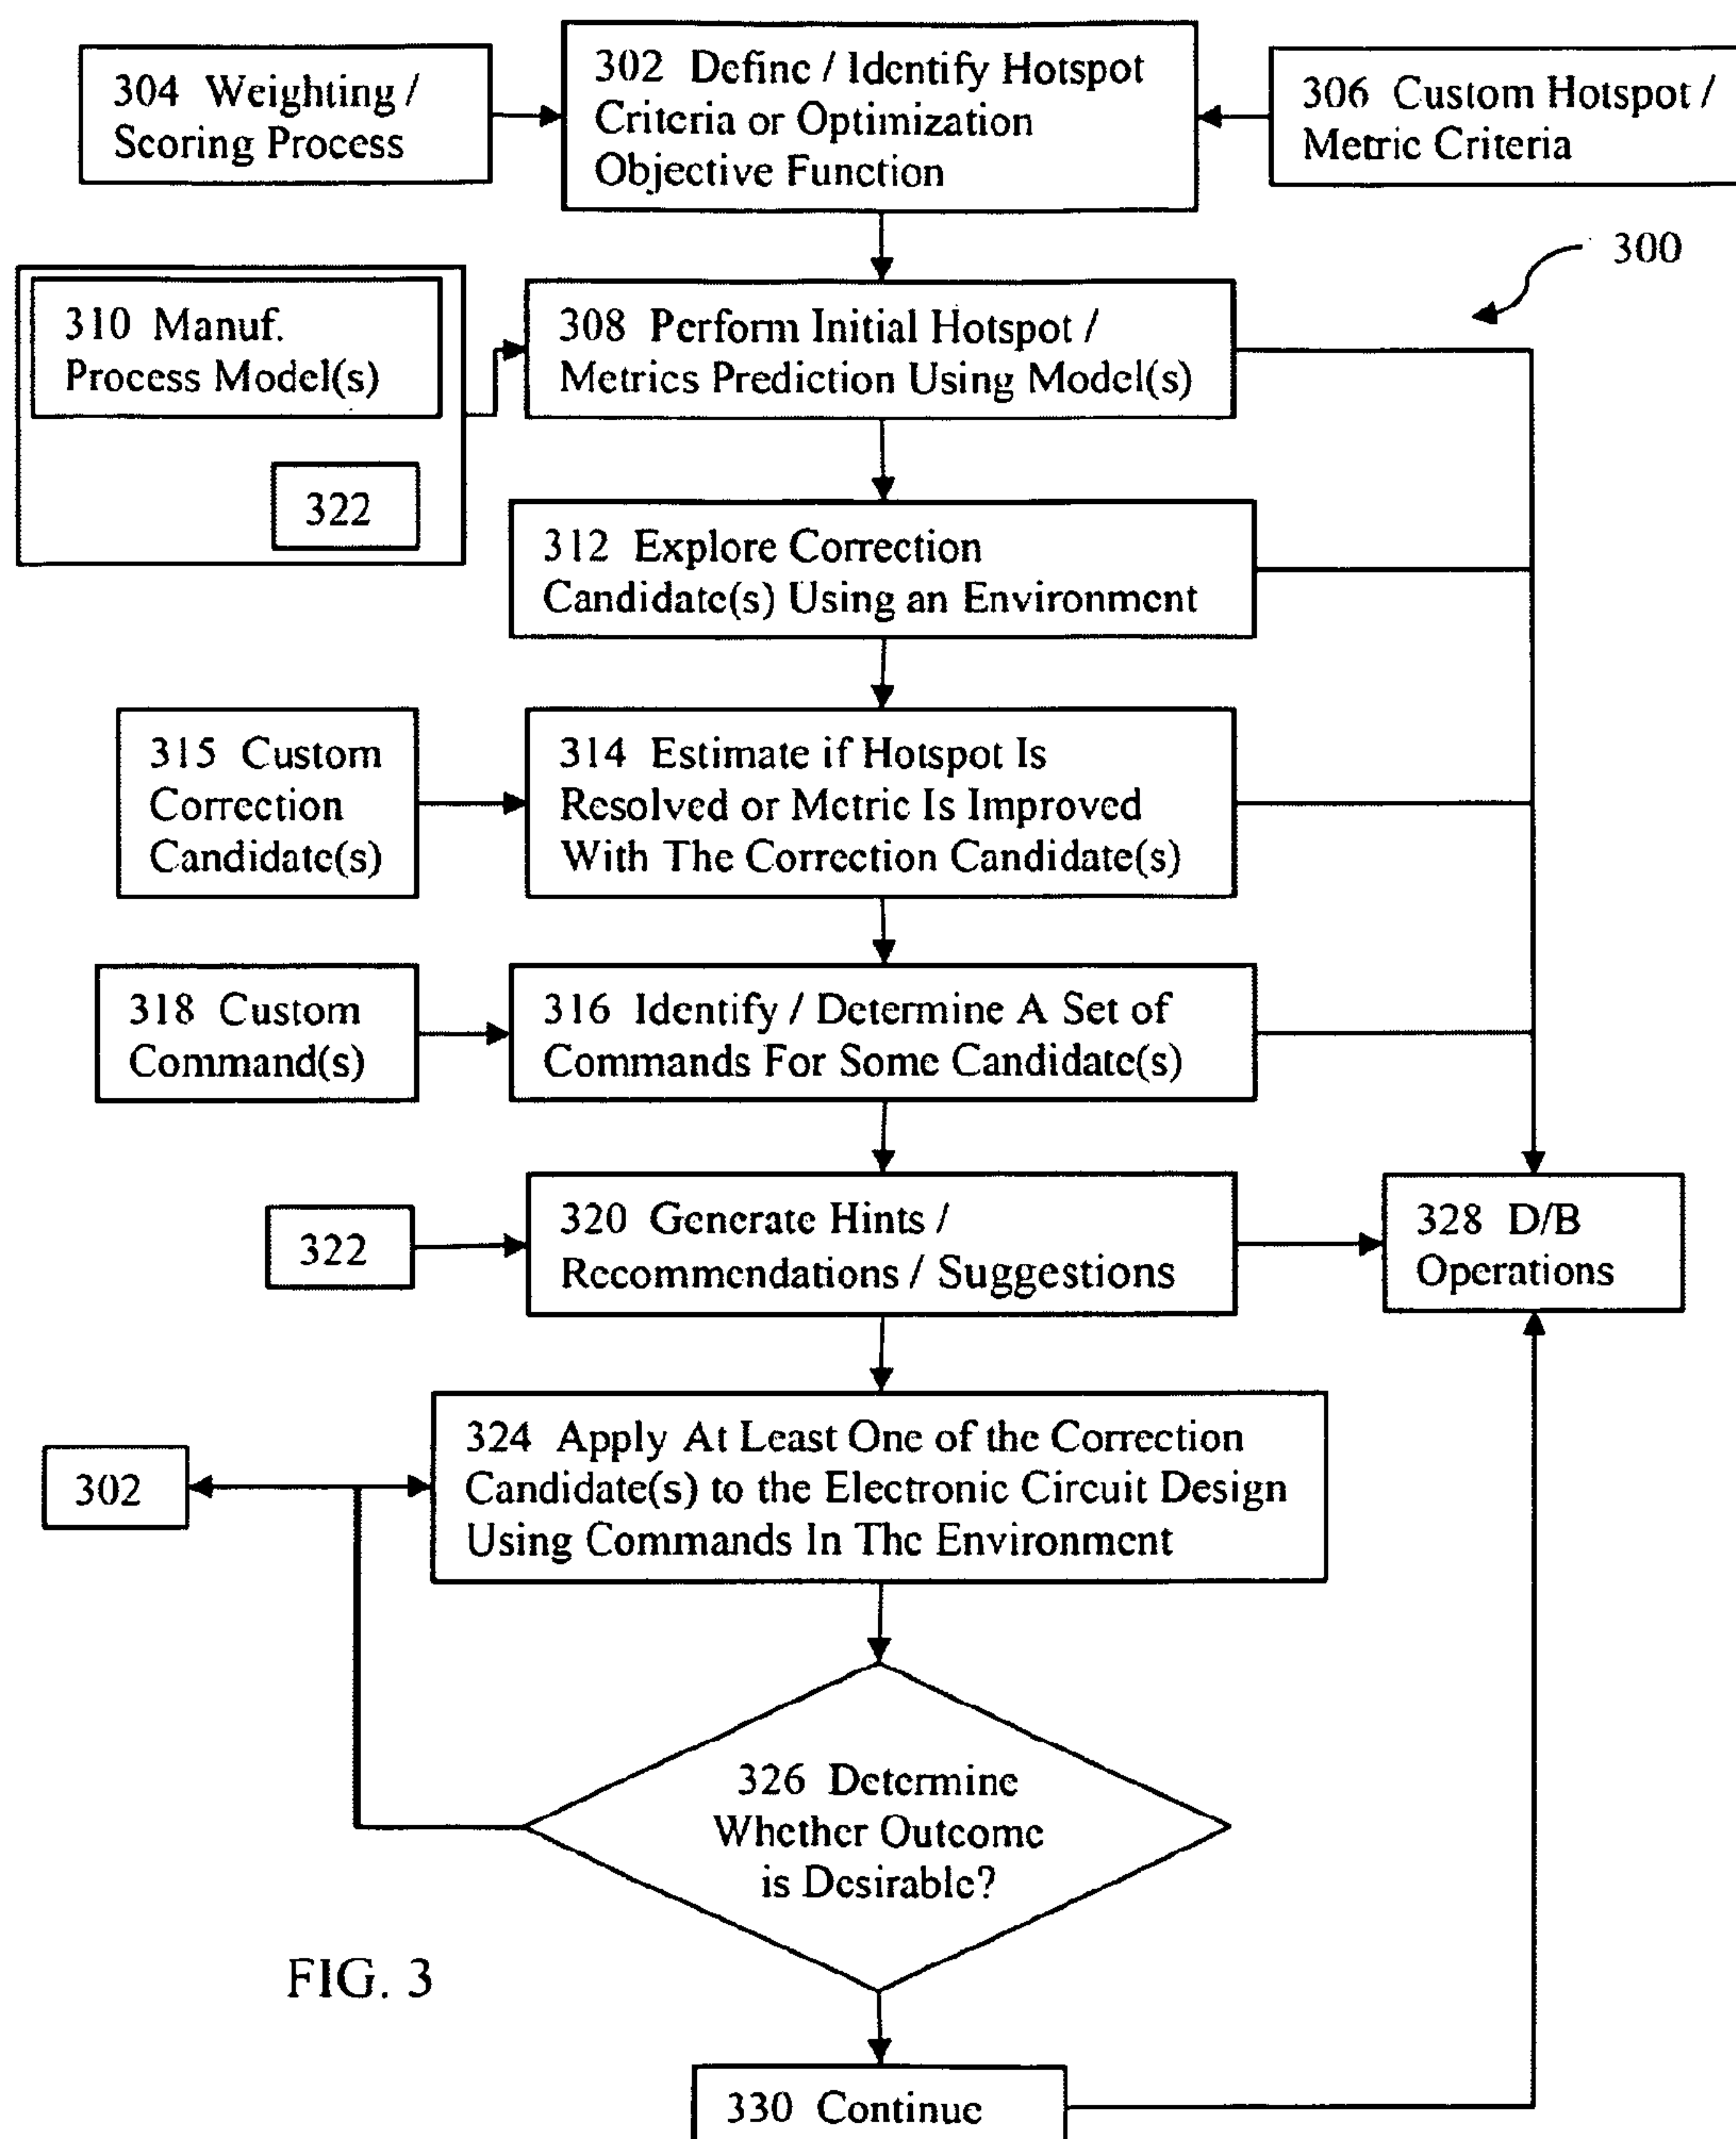 304 Weighting /
Scoring Process
302 Define / Identify Hotspot
Criteria or Optimization
Objective Function
306 Custom Hotspot /
Metric Criteria
300
310 Manuf.
Process Model(s)
322
308 Perform Initial Hotspot /
Metrics Prediction Using Model(s)
312 Explore Correction
Candidate(s) Using an Environment
315 Custom
Correction
Candidate(s)
314 Estimate if Hotspot Is
Resolved or Metric Is Improved
With The Correction Candidate(s)
318 Custom
Command(s)
316 Identify / Determine A Set of
Commands For Some Candidate(s)
322
320 Generate Hints /
Recommendations / Suggestions
328 D/B
Operations
302
324 Apply At Least One of the Correction
Candidate(s) to the Electronic Circuit Design
Using Commands In The Environment
326 Determine
Whether Outcome
is Desirable?
FIG. 3
330 Continue